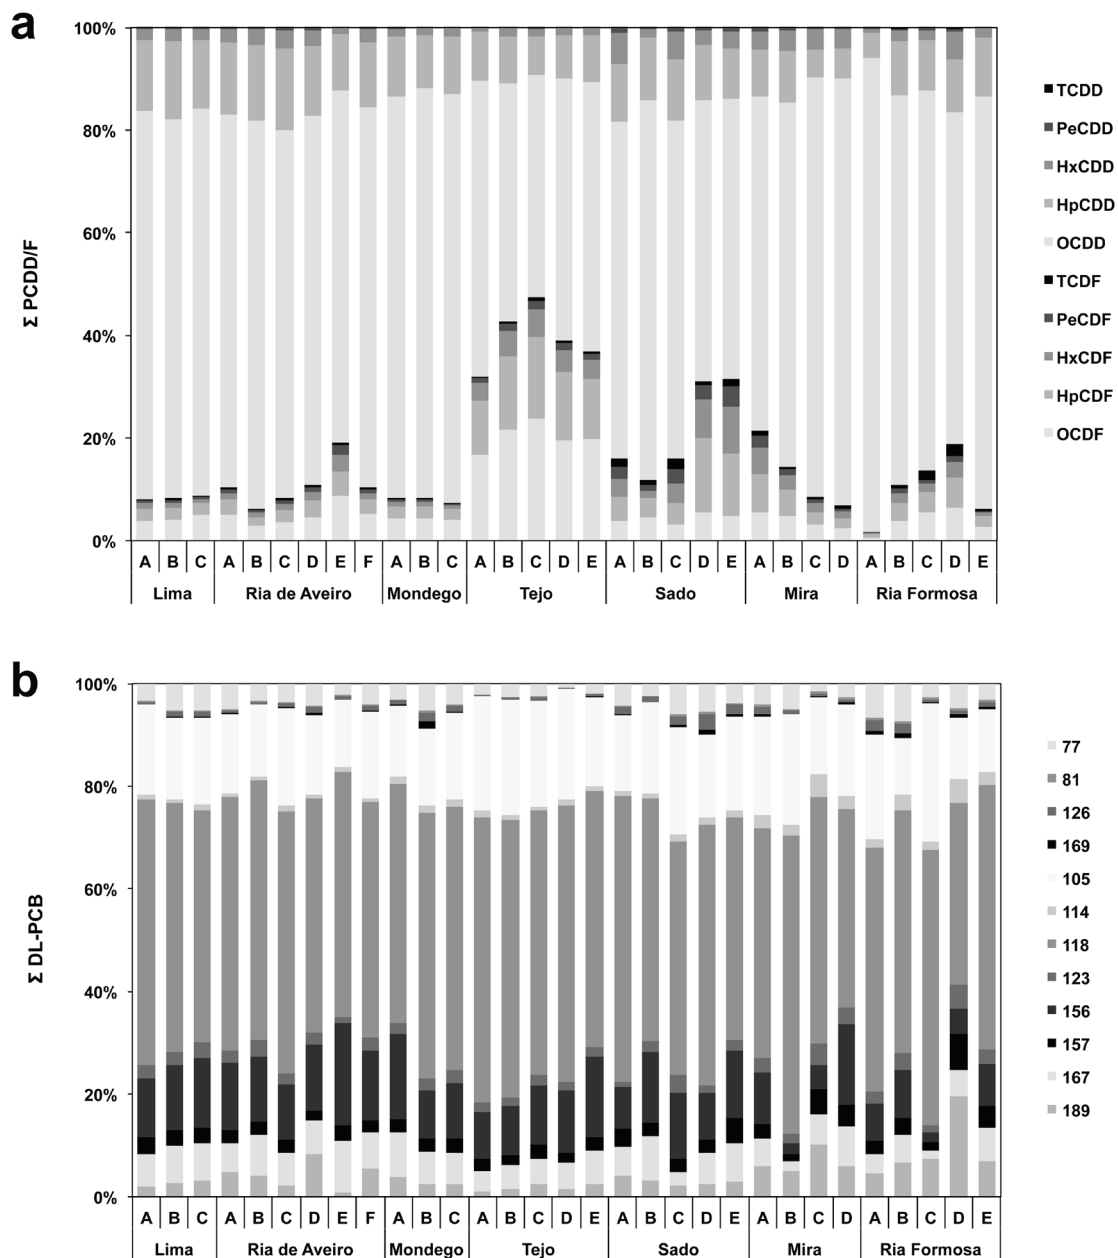 a
100%
80%
60%
40%
20%
0%
Σ PCDD/F
A B C A B C D E F A B C A B C D E A B C D E A B C D A B C D E
Lima Ria de Aveiro Mondego Tejo Sado Mira Ria Formosa
TCDD
PeCDD
HxCDD
HpCDD
OCDD
TCDF
PeCDF
HxCDF
HpCDF
OCDF
b
100%
80%
60%
40%
20%
0%
Σ DL-PCB
A B C A B C D E F A B C A B C D E A B C D E A B C D A B C D E
Lima Ria de Aveiro Mondego Tejo Sado Mira Ria Formosa
77
81
126
169
105
114
118
123
156
157
167
189